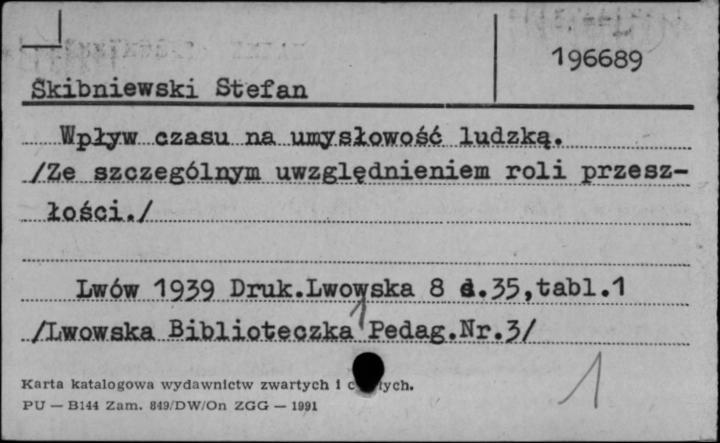 196689
Skibniewski Stefan
Wpływ czasu na umysłowość ludzką.
/Ze szczególnym uwzględnieniem roli przesz-
łości./
Lwów 1939 Druk.Lwowska 8 s.35,tabl.1
/Lwowska Biblioteczka Pedag.Nr.3/
1
Karta katalogowa wydawnictw zwartych i
PU — B144 Zam. 849/DW/On ZGG — 1991